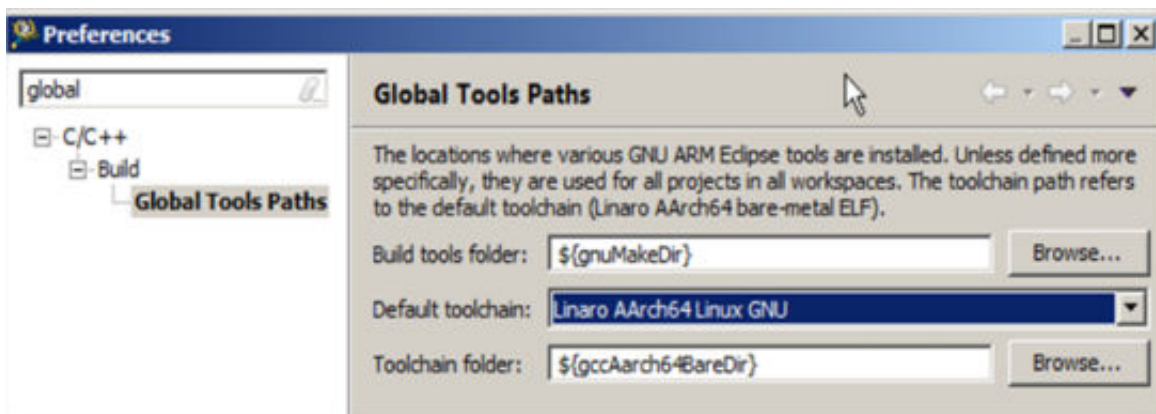 Preferences
global
C/C++
Build
Global Tools Paths
Global Tools Paths
The locations where various GNU ARM Eclipse tools are installed. Unless defined more
specifically, they are used for all projects in all workspaces. The toolchain path refers
to the default toolchain (Linaro AArch64 bare-metal ELF).
Build tools folder: ${gnuMakeDir} Browse...
Default toolchain: Linaro AArch64 Linux GNU
Toolchain folder: ${gccAarch64BareDir} Browse...